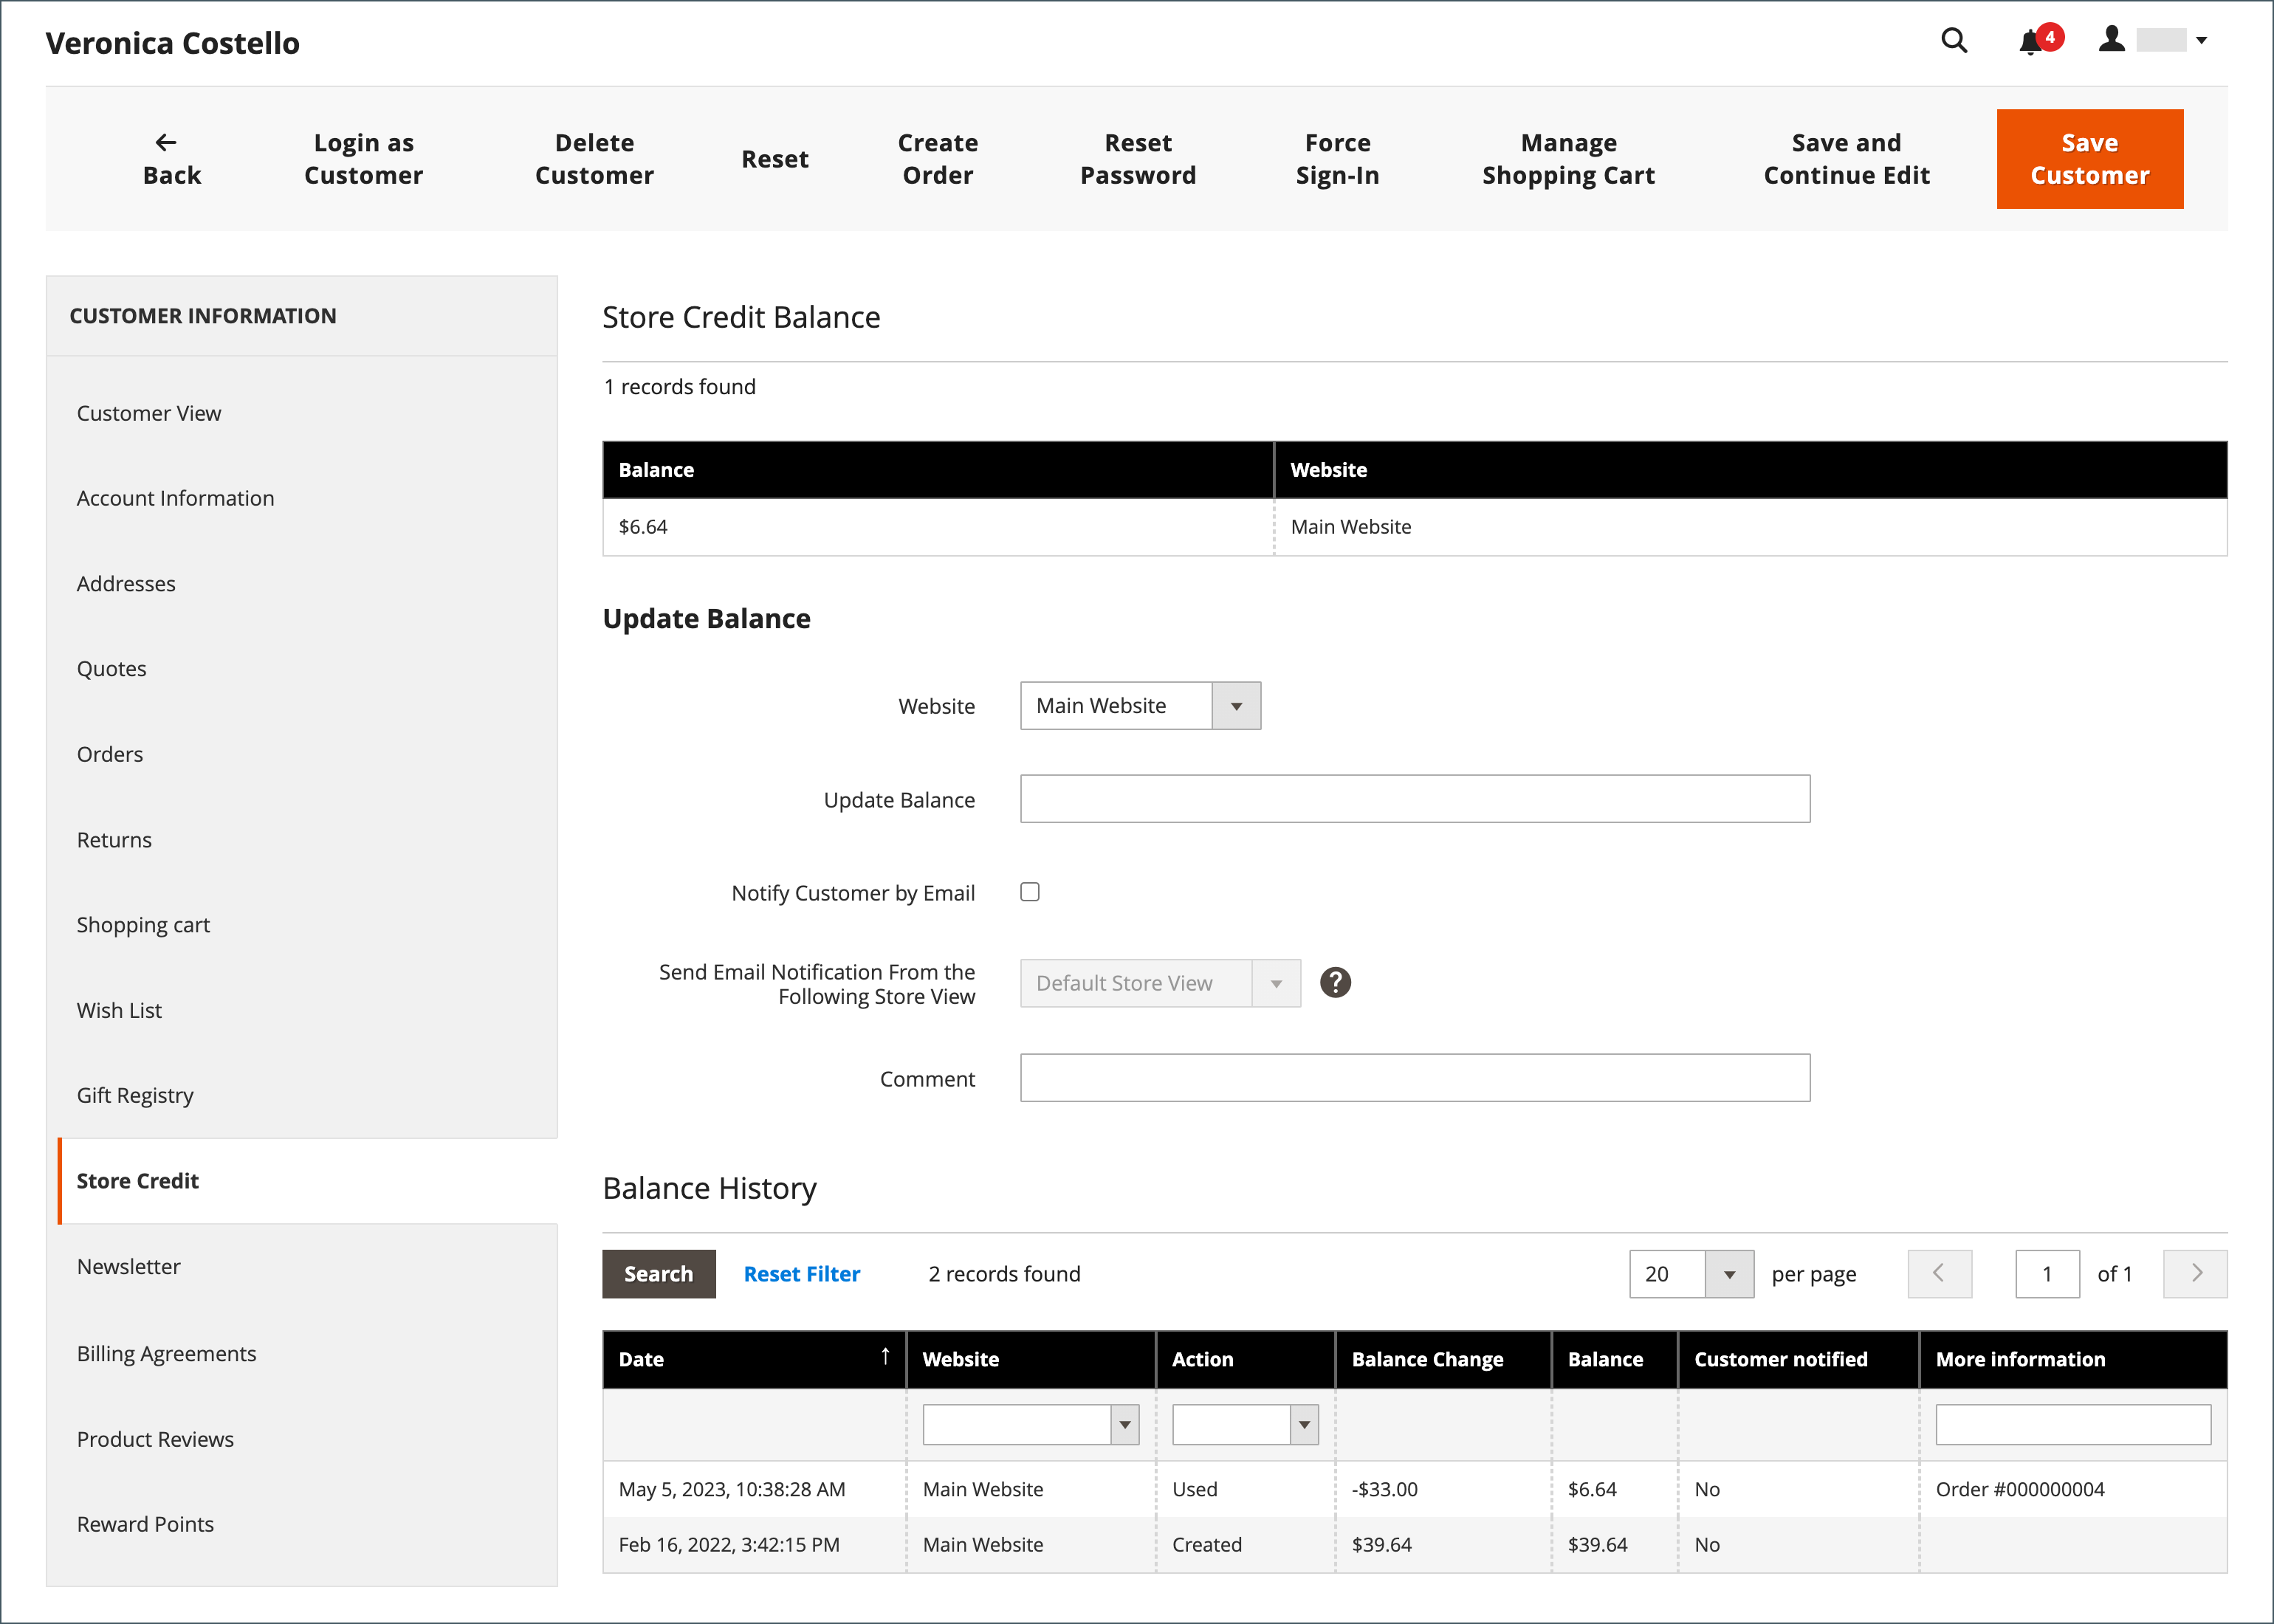 Veronica Costello
4
Back
Login as
Customer
Delete
Customer
Reset
Create
Order
Reset
Password
Force
Sign-In
Manage
Shopping Cart
Save and
Continue Edit
Save
Customer
CUSTOMER INFORMATION
Customer View
Account Information
Addresses
Quotes
Orders
Returns
Shopping cart
Wish List
Gift Registry
Store Credit
Newsletter
Billing Agreements
Product Reviews
Reward Points
Store Credit Balance
1 records found
Balance Website
$6.64 Main Website
Update Balance
Website Main Website
Update Balance
Notify Customer by Email
Send Email Notification From the
Following Store View
Default Store View ?
Comment
Balance History
Search Reset Filter 2 records found 20 per page 1 of 1
Date ↑ Website Action Balance Change Balance Customer notified More information
May 5, 2023, 10:38:28 AM Main Website Used -$33.00 $6.64 No Order #000000004
Feb 16, 2022, 3:42:15 PM Main Website Created $39.64 $39.64 No